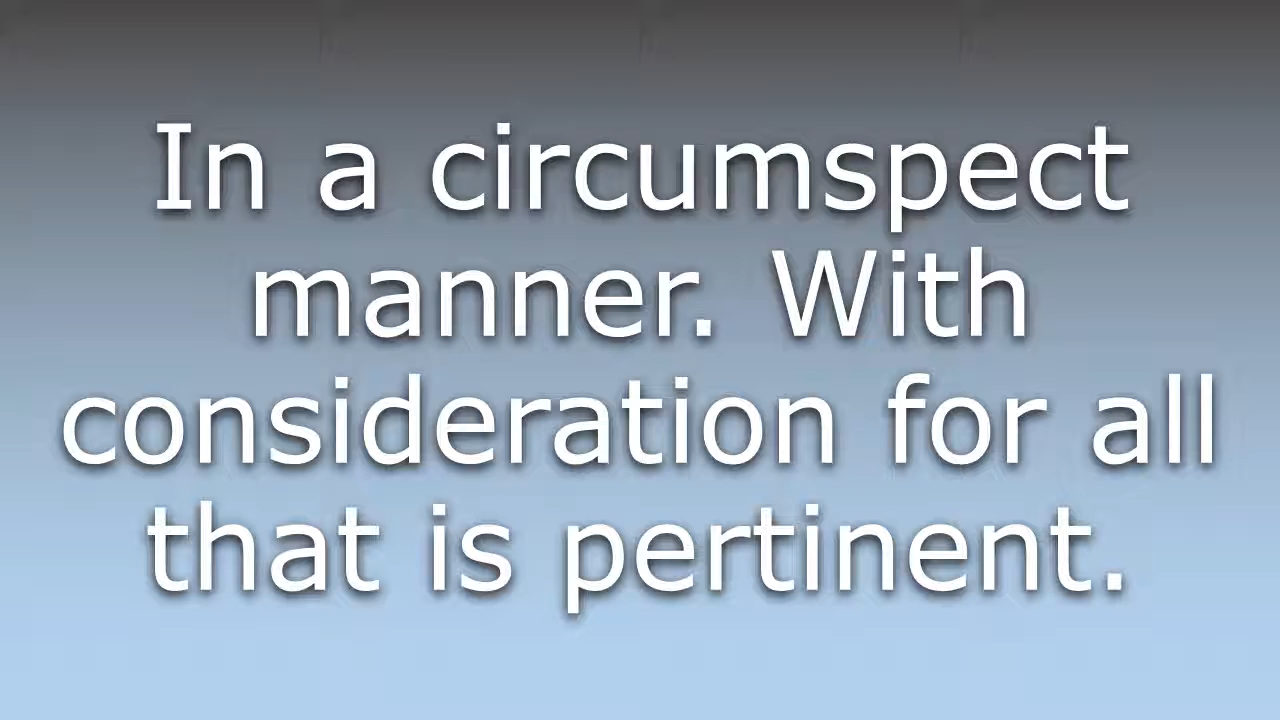 In a circumspect
manner. With
consideration for all
that is pertinent.